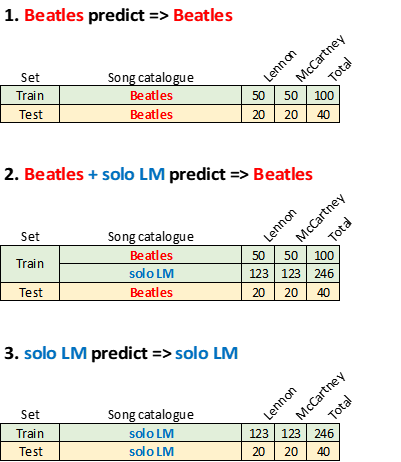 1. Beatles predict => Beatles
Set Song catalogue Lennon McCartney Total
Train Beatles 50 50 100
Test Beatles 20 20 40
2. Beatles + solo LM predict => Beatles
Set Song catalogue Lennon McCartney Total
Train Beatles 50 50 100
solo LM 123 123 246
Test Beatles 20 20 40
3. solo LM predict => solo LM
Set Song catalogue Lennon McCartney Total
Train solo LM 123 123 246
Test solo LM 20 20 40